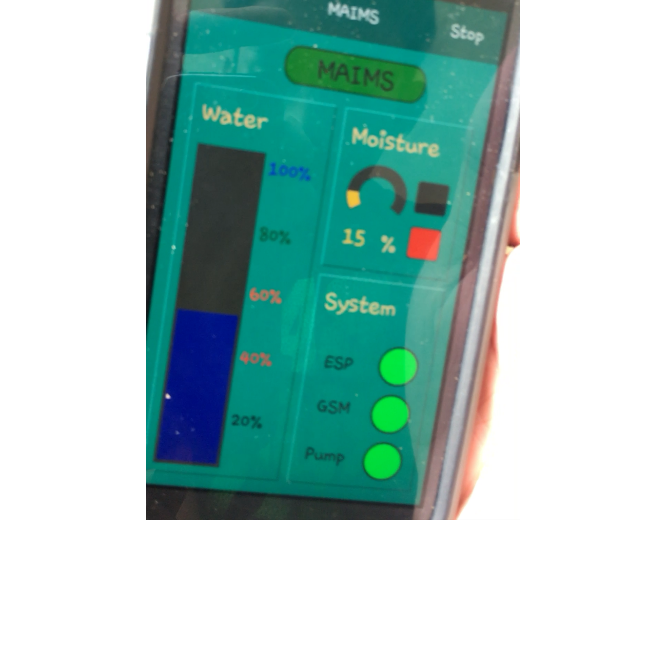 MAIMS
Stop
MAIMS
Water
100%
80%
60%
40%
20%
Moisture
15 %
System
ESP
GSM
Pump